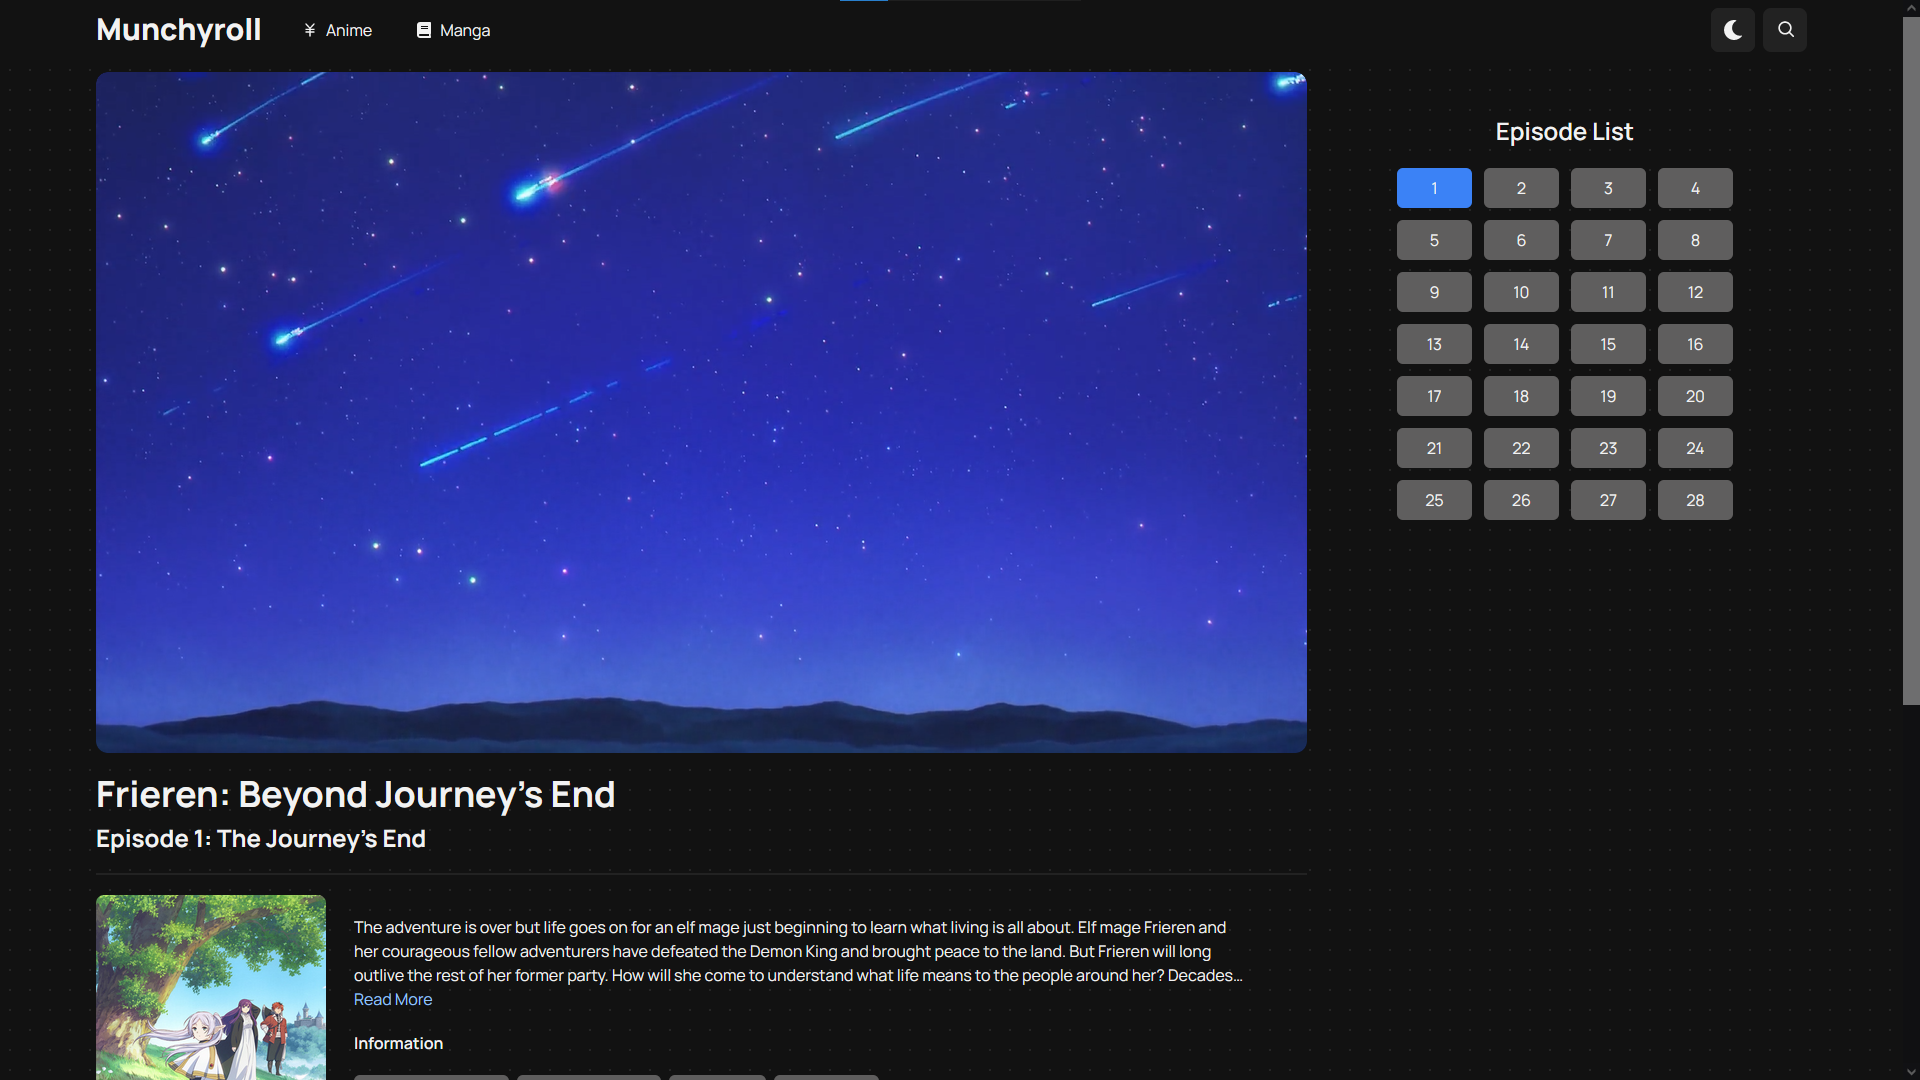 Munchyroll
Anime
Manga
Episode List
1 2 3 4
5 6 7 8
9 10 11 12
13 14 15 16
17 18 19 20
21 22 23 24
25 26 27 28
Frieren: Beyond Journey’s End
Episode 1: The Journey’s End
The adventure is over but life goes on for an elf mage just beginning to learn what living is all about. Elf mage Frieren and
her courageous fellow adventurers have defeated the Demon King and brought peace to the land. But Frieren will long
outlive the rest of her former party. How will she come to understand what life means to the people around her? Decades…
Read More
Information